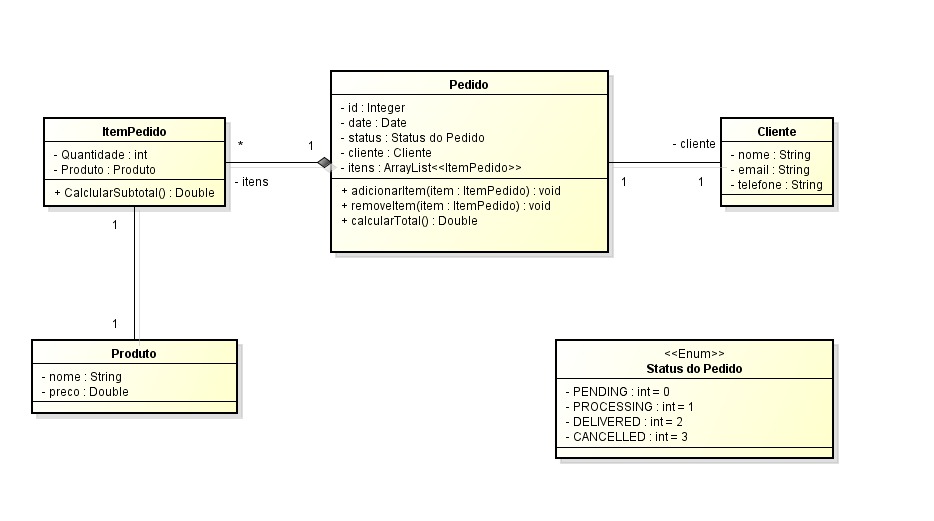 Pedido
- id : Integer
- date : Date
- status : Status do Pedido
- cliente : Cliente
- itens : ArrayList<<ItemPedido>>
+ adicionarItem(item : ItemPedido) : void
+ removeItem(item : ItemPedido) : void
+ calcularTotal() : Double
ItemPedido
- Quantidade : int
- Produto : Produto
+ CalclularSubtotal() : Double
*
1
- itens
Cliente
- nome : String
- email : String
- telefone : String
- cliente
1
1
1
1
Produto
- nome : String
- preco : Double
<<Enum>>
Status do Pedido
- PENDING : int = 0
- PROCESSING : int = 1
- DELIVERED : int = 2
- CANCELLED : int = 3